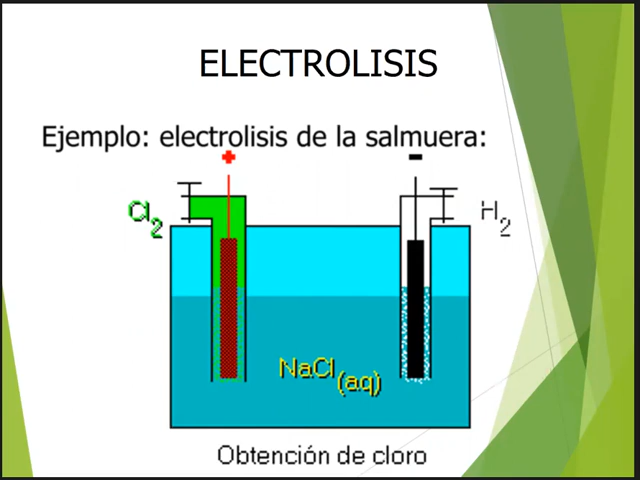 ELECTROLISIS
Ejemplo: electrolisis de la salmuera:
+ -
Cl2
H2
NaCl(aq)
Obtención de cloro